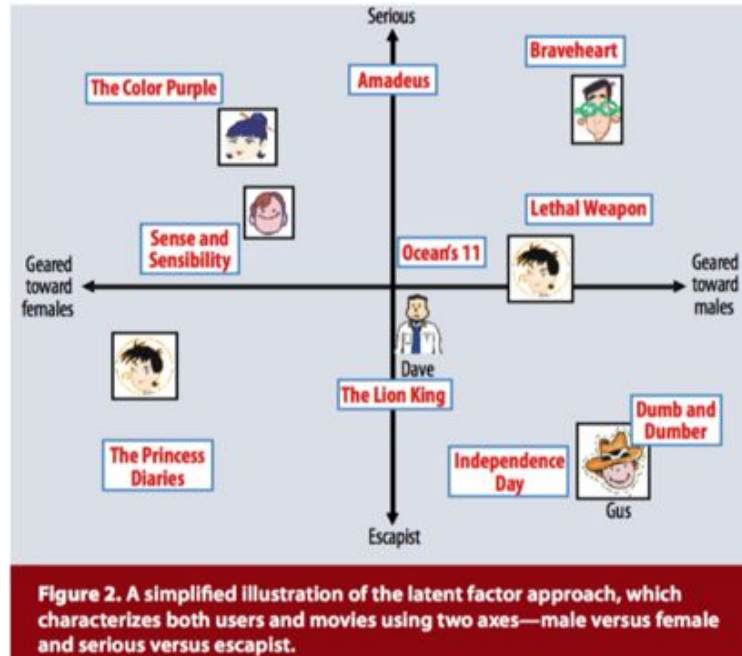 Serious
Braveheart
Amadeus
The Color Purple
Lethal Weapon
Sense and
Sensibility
Ocean's 11
Geared
toward
females
Geared
toward
males
Dave
The Lion King
Dumb and
Dumber
The Princess
Diaries
Independence
Day
Gus
Escapist
Figure 2. A simplified illustration of the latent factor approach, which
characterizes both users and movies using two axes—male versus female
and serious versus escapist.